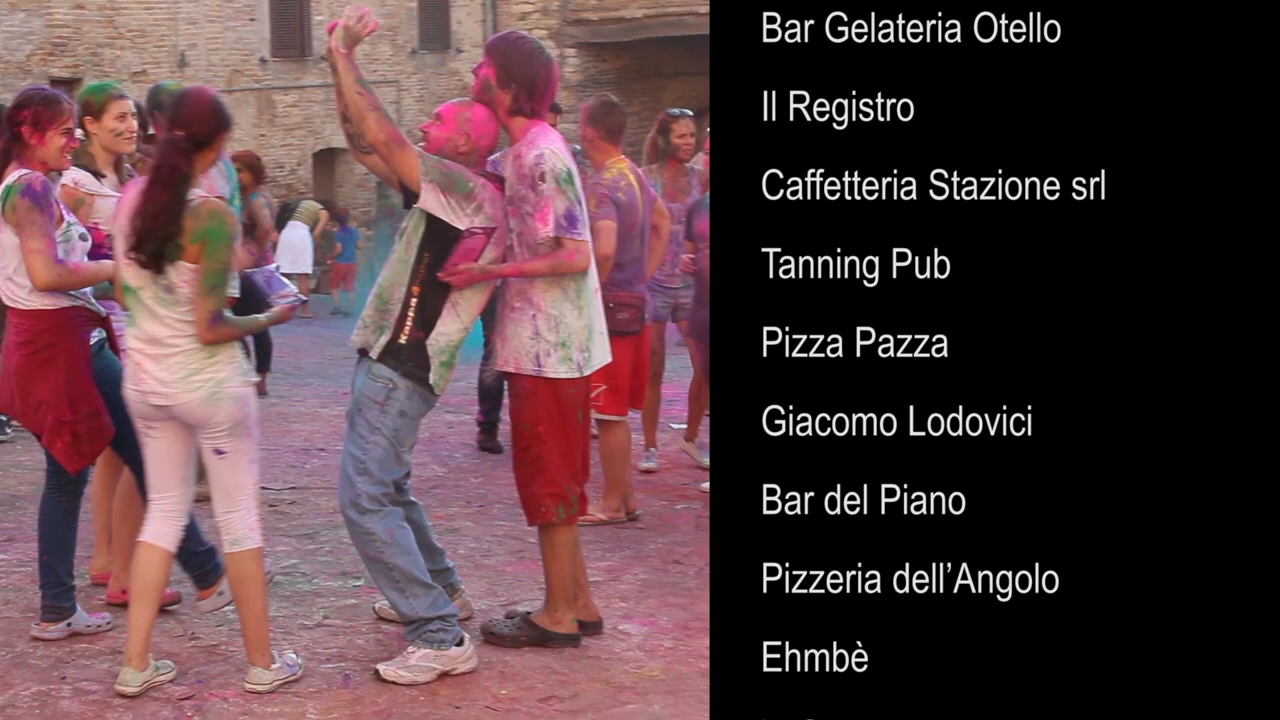 Bar Gelateria Otello
Il Registro
Caffetteria Stazione srl
Tanning Pub
Pizza Pazza
Giacomo Lodovici
Bar del Piano
Pizzeria dell’Angolo
Ehmbè
Kappa